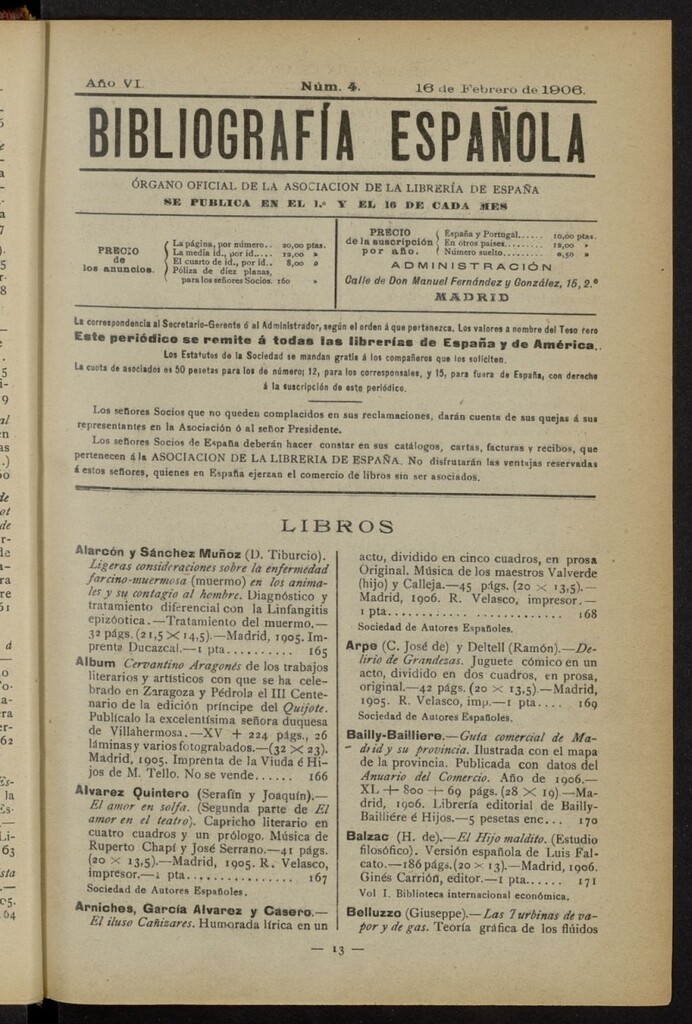 Año VI. Núm. 4. 16 de Febrero de 1906.
BIBLIOGRAFÍA ESPAÑOLA
ÓRGANO OFICIAL DE LA ASOCIACION DE LA LIBRERÍA DE ESPAÑA
SE PUBLICA EN EL 1.º Y EL 16 DE CADA MES
PRECIO
de
los anuncios.
La página, por número.. 20,00 ptas.
La media id., por id..... 12,00 »
El cuarto de id., por id.. 8,00 »
Póliza de diez planas,
para los señores Socios. 160 »
PRECIO
de la suscripción
por año.
España y Portugal...... 10,00 ptas.
En otros países......... 12,00 »
Número suelto.......... 0,50 »
ADMINISTRACIÓN
Calle de Don Manuel Fernández y González, 15, 2.º
MADRID
La correspondencia al Secretario-Gerente ó al Administrador, según el orden á que pertenezca. Los valores a nombre del Teso rero
Este periódico se remite á todas las librerías de España y de América..
Los Estatutos de la Sociedad se mandan gratis á los compañeros que los soliciten.
La cuota de asociados es 50 pesetas para los de número; 12, para los corresponsales, y 15, para fuera de España, con derecho
á la suscripción de este periódico.
Los señores Socios que no queden complacidos en sus reclamaciones, darán cuenta de sus quejas á sus
representantes en la Asociación ó al señor Presidente.
Los señores Socios de España deberán hacer constar en sus catálogos, cartas, facturas y recibos, que
pertenecen á la ASOCIACION DE LA LIBRERIA DE ESPAÑA. No disfrutarán las ventajas reservadas
á estos señores, quienes en España ejerzan el comercio de libros sin ser asociados.
LIBROS
Alarcón y Sánchez Muñoz (D. Tiburcio).
Ligeras consideraciones sobre la enfermedad
farcino-muermosa (muermo) en los anima-
les y su contagio al hombre. Diagnóstico y
tratamiento diferencial con la Linfangitis
epizóotica.—Tratamiento del muermo.—
32 págs. (21,5 × 14,5).—Madrid, 1905. Im-
prenta Ducazcal.—1 pta.......... 165
Album Cervantino Aragonés de los trabajos
literarios y artísticos con que se ha cele-
brado en Zaragoza y Pédrola el III Cente-
nario de la edición príncipe del Quijote.
Publícalo la excelentísima señora duquesa
de Villahermosa.—XV + 224 págs., 26
láminas y varios fotograbados.—(32 × 23).
Madrid, 1905. Imprenta de la Viuda é Hi-
jos de M. Tello. No se vende...... 166
Alvarez Quintero (Serafín y Joaquín).—
El amor en solfa. (Segunda parte de El
amor en el teatro). Capricho literario en
cuatro cuadros y un prólogo. Música de
Ruperto Chapí y José Serrano.—41 págs.
(20 × 13,5).—Madrid, 1905. R. Velasco,
impresor.—1 pta................ 167
Sociedad de Autores Españoles.
Arniches, García Alvarez y Casero.—
El iluso Cañizares. Humorada lírica en un
acto, dividido en cinco cuadros, en prosa
Original. Música de los maestros Valverde
(hijo) y Calleja.—45 págs. (20 × 13,5).—
Madrid, 1906. R. Velasco, impresor.—
1 pta........................ 168
Sociedad de Autores Españoles.
Arpe (C. José de) y Deltell (Ramón).—De-
lirio de Grandezas. Juguete cómico en un
acto, dividido en dos cuadros, en prosa,
original.—42 págs. (20 × 13,5).—Madrid,
1905. R. Velasco, imp.—1 pta.... 169
Sociedad de Autores Españoles.
Bailly-Bailliere.—Guía comercial de Ma-
drid y su provincia. Ilustrada con el mapa
de la provincia. Publicada con datos del
Anuario del Comercio. Año de 1906.—
XL + 800 + 69 págs. (28 × 19)—Ma-
drid, 1906. Librería editorial de Bailly-
Bailliére é Hijos.—5 pesetas enc... 170
Balzac (H. de).—El Hijo maldito. (Estudio
filosófico). Versión española de Luis Fal-
cato.—186 págs. (20 × 13).—Madrid, 1906.
Ginés Carrión, editor.—1 pta...... 171
Vol I. Biblioteca internacional económica.
Belluzzo (Giuseppe).—Las Turbinas de va-
por y de gas. Teoría gráfica de los flúidos
— 13 —